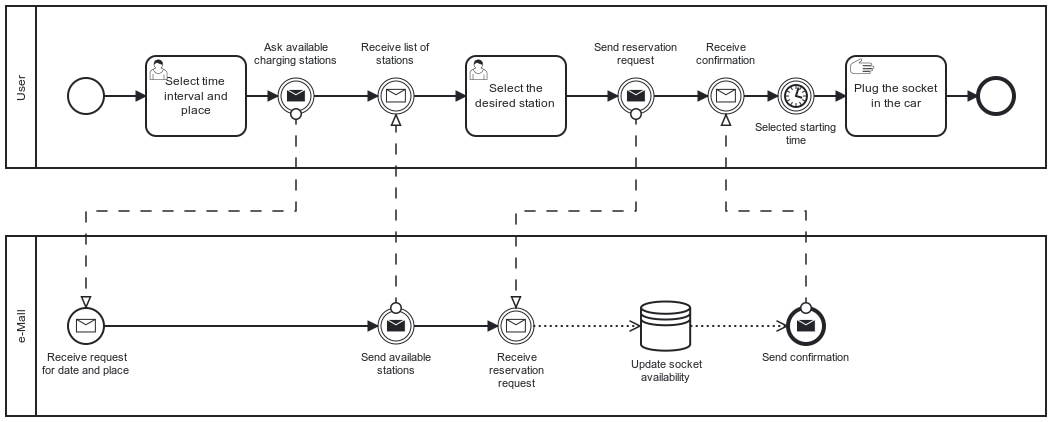 User
Select time
interval and
place
Ask available
charging stations
Receive list of
stations
Select the
desired station
Send reservation
request
Receive
confirmation
Selected starting
time
Plug the socket
in the car
e-Mall
Receive request
for date and place
Send available
stations
Receive
reservation
request
Update socket
availability
Send confirmation